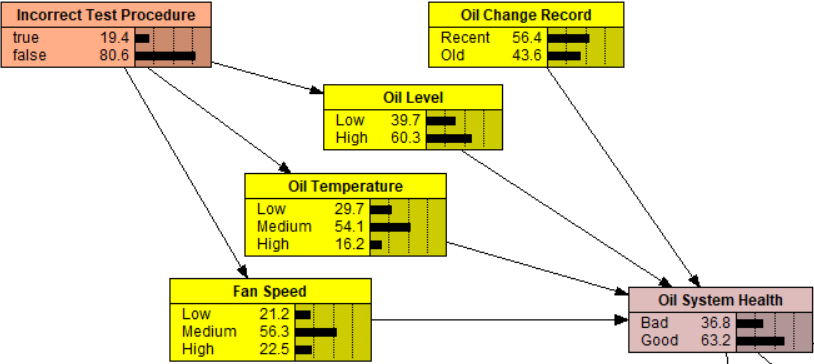 Incorrect Test Procedure
true 19.4
false 80.6
Oil Change Record
Recent 56.4
Old 43.6
Oil Level
Low 39.7
High 60.3
Oil Temperature
Low 29.7
Medium 54.1
High 16.2
Fan Speed
Low 21.2
Medium 56.3
High 22.5
Oil System Health
Bad 36.8
Good 63.2